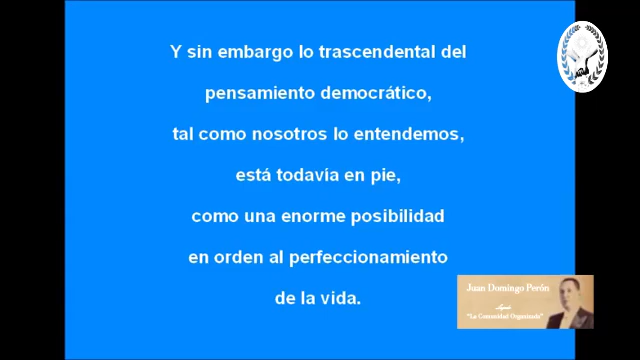 Y sin embargo lo trascendental del
pensamiento democrático,
tal como nosotros lo entendemos,
está todavía en pie,
como una enorme posibilidad
en orden al perfeccionamiento
de la vida.
Juan Domingo Perón
"La Comunidad Organizada"